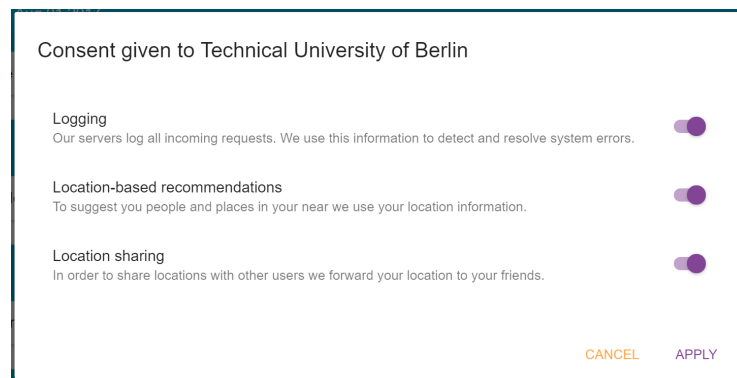 Consent given to Technical University of Berlin
Logging
Our servers log all incoming requests. We use this information to detect and resolve system errors.
Location-based recommendations
To suggest you people and places in your near we use your location information.
Location sharing
In order to share locations with other users we forward your location to your friends.
CANCEL APPLY